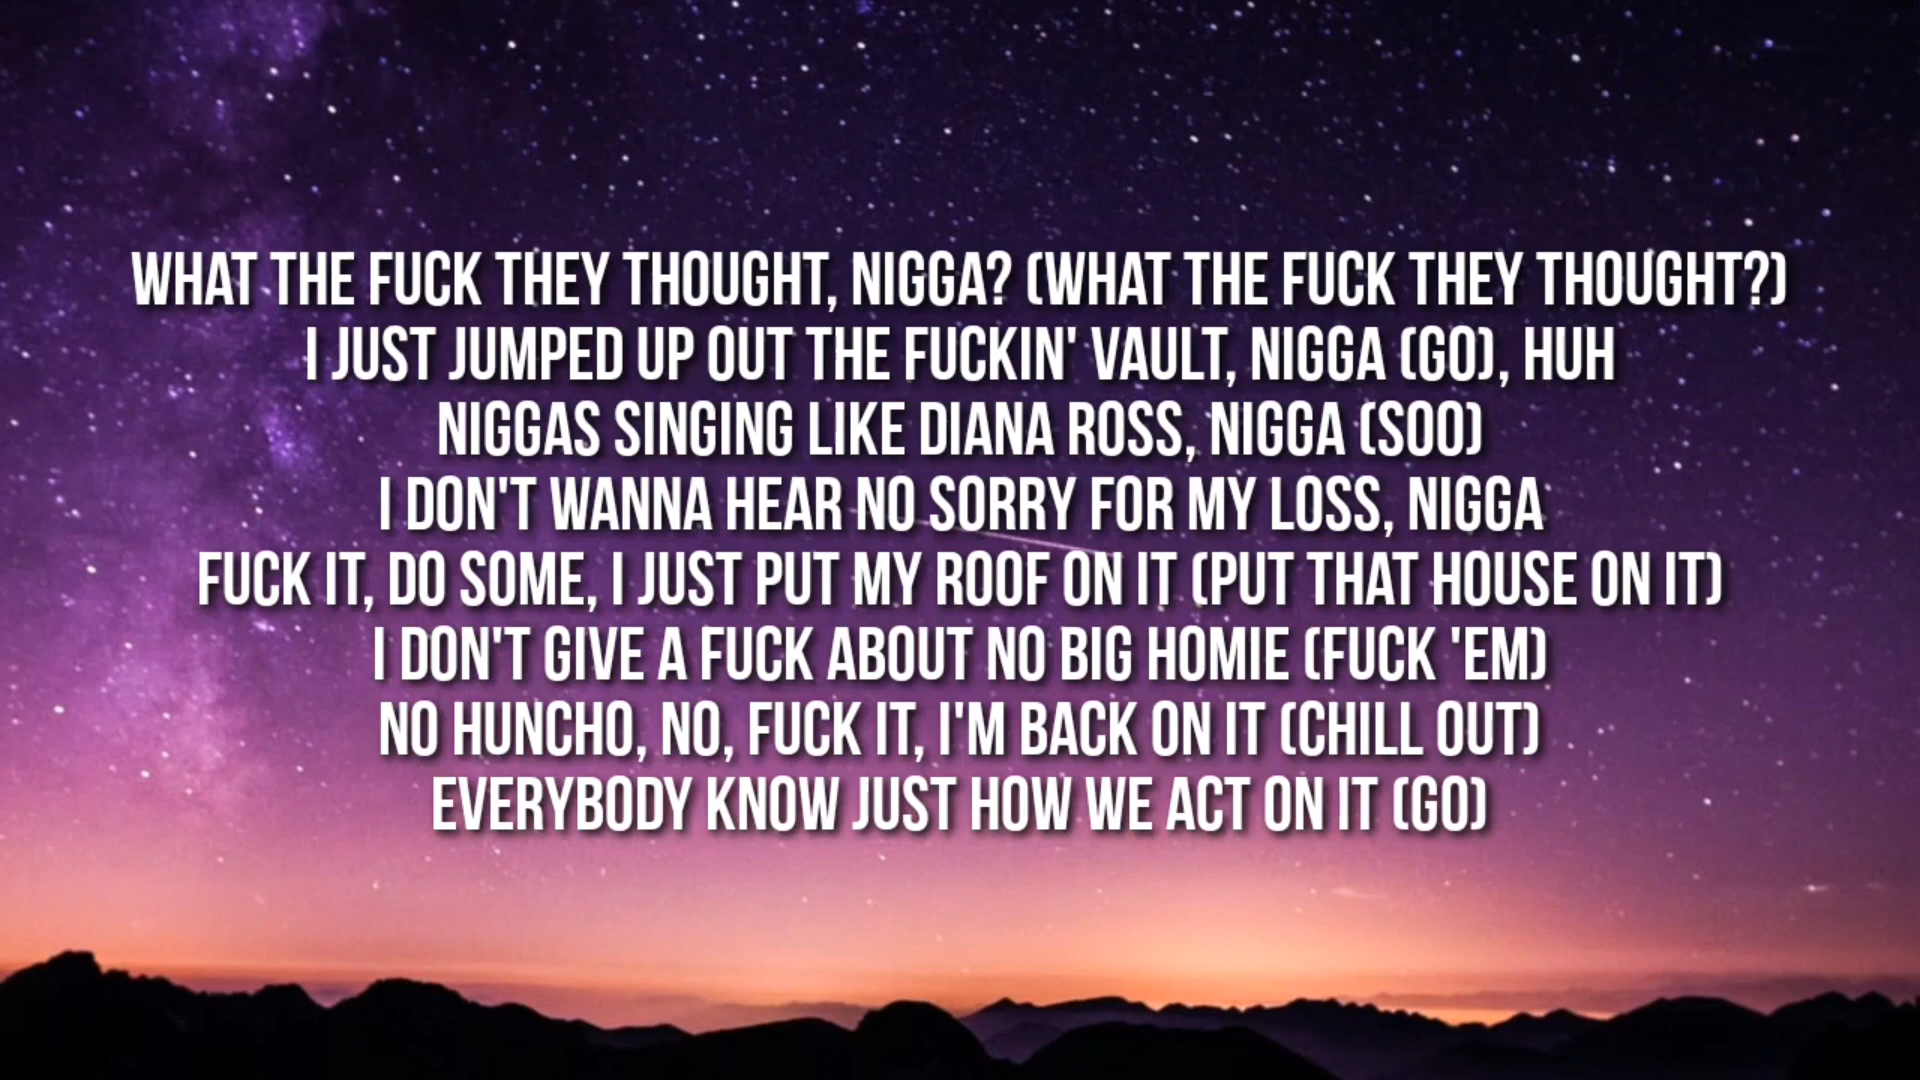 WHAT THE FUCK THEY THOUGHT, NIGGA? (WHAT THE FUCK THEY THOUGHT?)
I JUST JUMPED UP OUT THE FUCKIN' VAULT, NIGGA (GO), HUH
NIGGAS SINGING LIKE DIANA ROSS, NIGGA (SOO)
I DON'T WANNA HEAR NO SORRY FOR MY LOSS, NIGGA
FUCK IT, DO SOME, I JUST PUT MY ROOF ON IT (PUT THAT HOUSE ON IT)
I DON'T GIVE A FUCK ABOUT NO BIG HOMIE (FUCK 'EM)
NO HUNCHO, NO, FUCK IT, I'M BACK ON IT (CHILL OUT)
EVERYBODY KNOW JUST HOW WE ACT ON IT (GO)